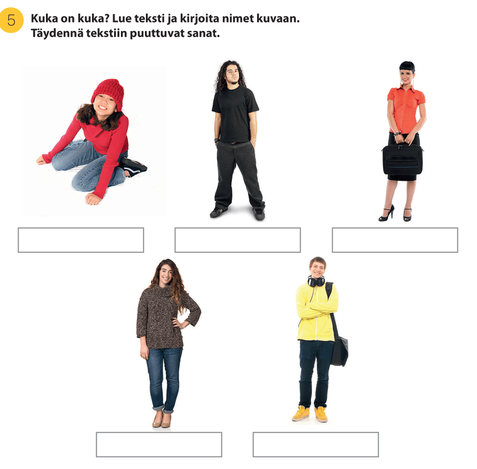 5
Kuka on kuka? Lue teksti ja kirjoita nimet kuvaan.
Täydennä tekstiin puuttuvat sanat.